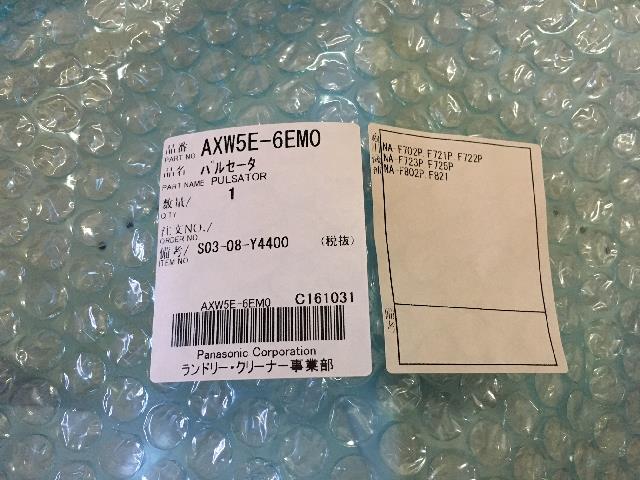 品番 AXW5E-6EM0
PART NO.
品名 パルセータ
PART NAME PULSATOR
数量/ 1
Q'TY
注文NO./
ORDER NO.
備考/ S03-08-Y4400 (税抜)
ITEM NO.
AXW5E-6EM0 C161031
Panasonic Corporation
ランドリー・クリーナー事業部
NA-F702P, F721P, F722P
NA-F723P, F725P
NA-F802P, F821